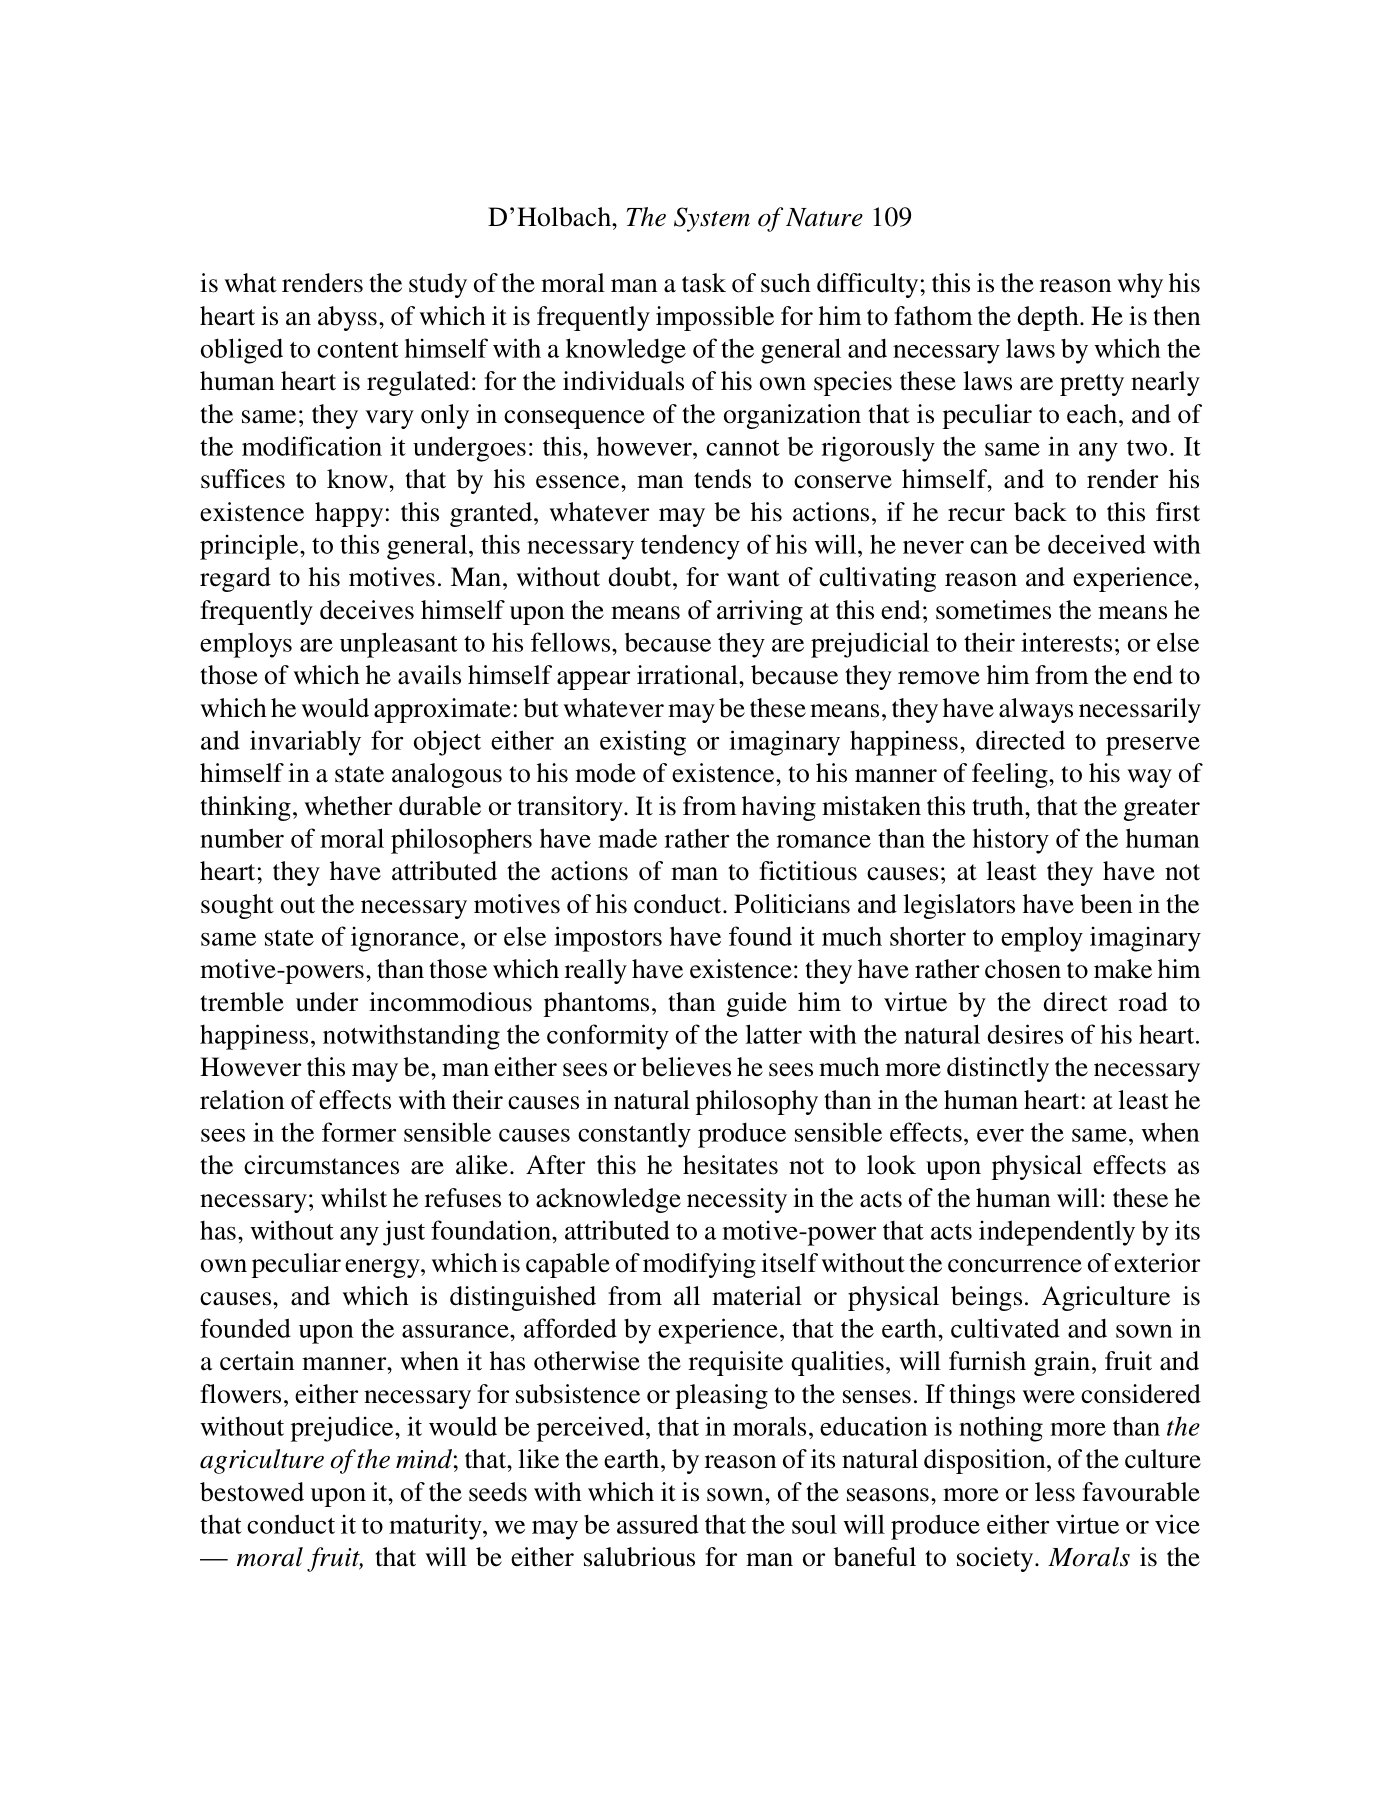 D’Holbach, The System of Nature 109
is what renders the study of the moral man a task of such difficulty; this is the reason why his
heart is an abyss, of which it is frequently impossible for him to fathom the depth. He is then
obliged to content himself with a knowledge of the general and necessary laws by which the
human heart is regulated: for the individuals of his own species these laws are pretty nearly
the same; they vary only in consequence of the organization that is peculiar to each, and of
the modification it undergoes: this, however, cannot be rigorously the same in any two. It
suffices to know, that by his essence, man tends to conserve himself, and to render his
existence happy: this granted, whatever may be his actions, if he recur back to this first
principle, to this general, this necessary tendency of his will, he never can be deceived with
regard to his motives. Man, without doubt, for want of cultivating reason and experience,
frequently deceives himself upon the means of arriving at this end; sometimes the means he
employs are unpleasant to his fellows, because they are prejudicial to their interests; or else
those of which he avails himself appear irrational, because they remove him from the end to
which he would approximate: but whatever may be these means, they have always necessarily
and invariably for object either an existing or imaginary happiness, directed to preserve
himself in a state analogous to his mode of existence, to his manner of feeling, to his way of
thinking, whether durable or transitory. It is from having mistaken this truth, that the greater
number of moral philosophers have made rather the romance than the history of the human
heart; they have attributed the actions of man to fictitious causes; at least they have not
sought out the necessary motives of his conduct. Politicians and legislators have been in the
same state of ignorance, or else impostors have found it much shorter to employ imaginary
motive-powers, than those which really have existence: they have rather chosen to make him
tremble under incommodious phantoms, than guide him to virtue by the direct road to
happiness, notwithstanding the conformity of the latter with the natural desires of his heart.
However this may be, man either sees or believes he sees much more distinctly the necessary
relation of effects with their causes in natural philosophy than in the human heart: at least he
sees in the former sensible causes constantly produce sensible effects, ever the same, when
the circumstances are alike. After this he hesitates not to look upon physical effects as
necessary; whilst he refuses to acknowledge necessity in the acts of the human will: these he
has, without any just foundation, attributed to a motive-power that acts independently by its
own peculiar energy, which is capable of modifying itself without the concurrence of exterior
causes, and which is distinguished from all material or physical beings. Agriculture is
founded upon the assurance, afforded by experience, that the earth, cultivated and sown in
a certain manner, when it has otherwise the requisite qualities, will furnish grain, fruit and
flowers, either necessary for subsistence or pleasing to the senses. If things were considered
without prejudice, it would be perceived, that in morals, education is nothing more than the
agriculture of the mind; that, like the earth, by reason of its natural disposition, of the culture
bestowed upon it, of the seeds with which it is sown, of the seasons, more or less favourable
that conduct it to maturity, we may be assured that the soul will produce either virtue or vice
— moral fruit, that will be either salubrious for man or baneful to society. Morals is the